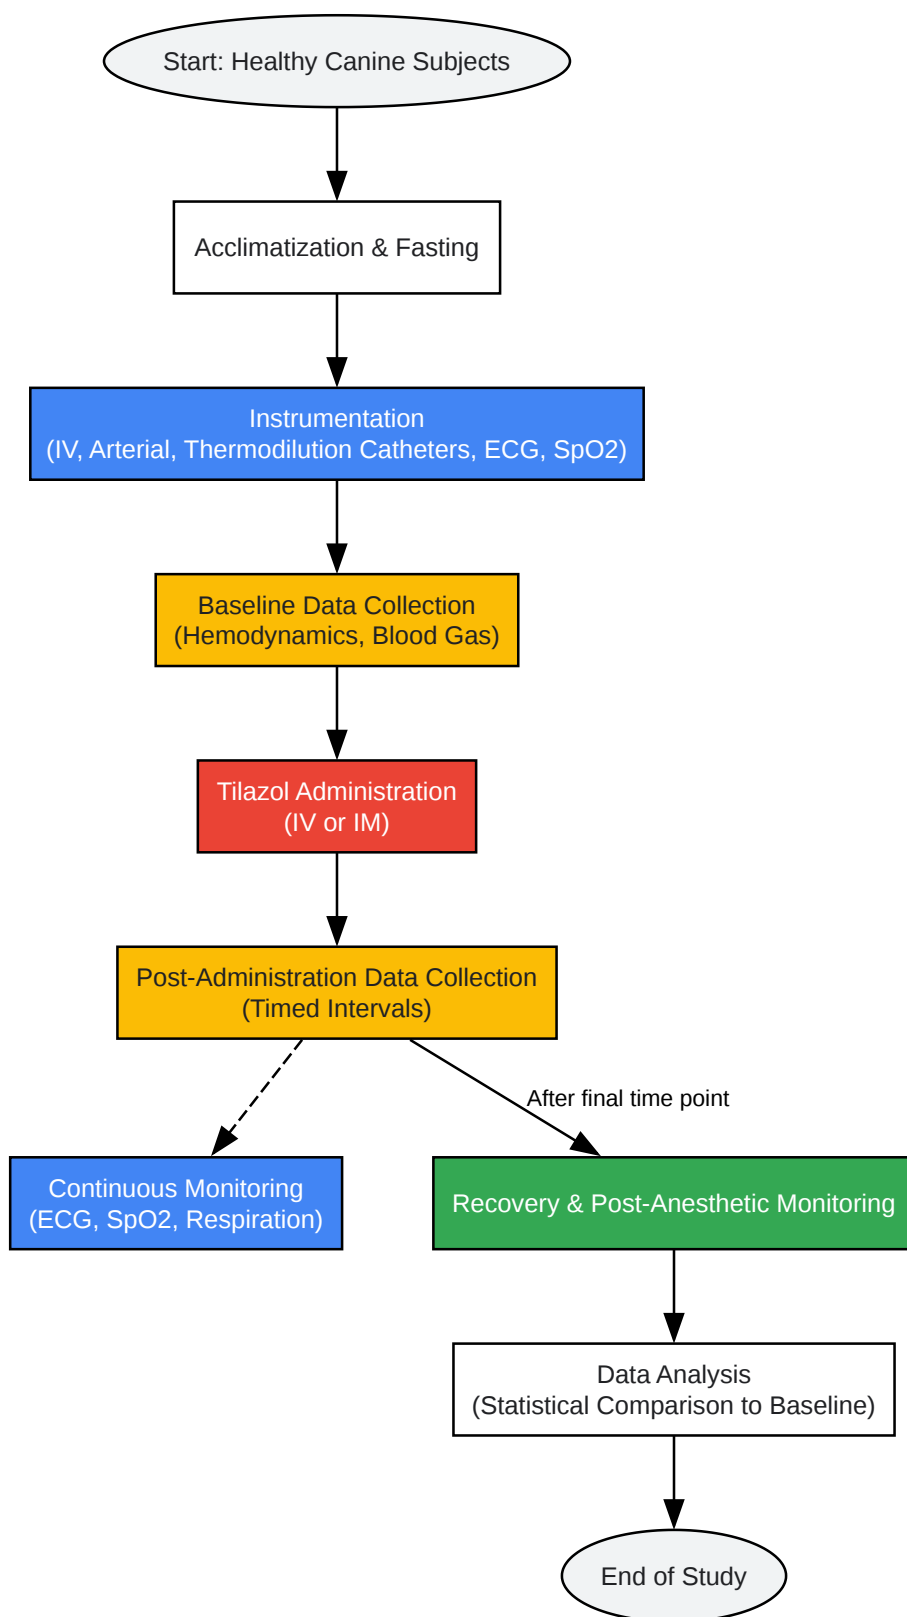 Start: Healthy Canine Subjects
Acclimatization & Fasting
Instrumentation
(IV, Arterial, Thermodilution Catheters, ECG, SpO2)
Baseline Data Collection
(Hemodynamics, Blood Gas)
Tilazol Administration
(IV or IM)
Post-Administration Data Collection
(Timed Intervals)
After final time point
Continuous Monitoring
(ECG, SpO2, Respiration)
Recovery & Post-Anesthetic Monitoring
Data Analysis
(Statistical Comparison to Baseline)
End of Study